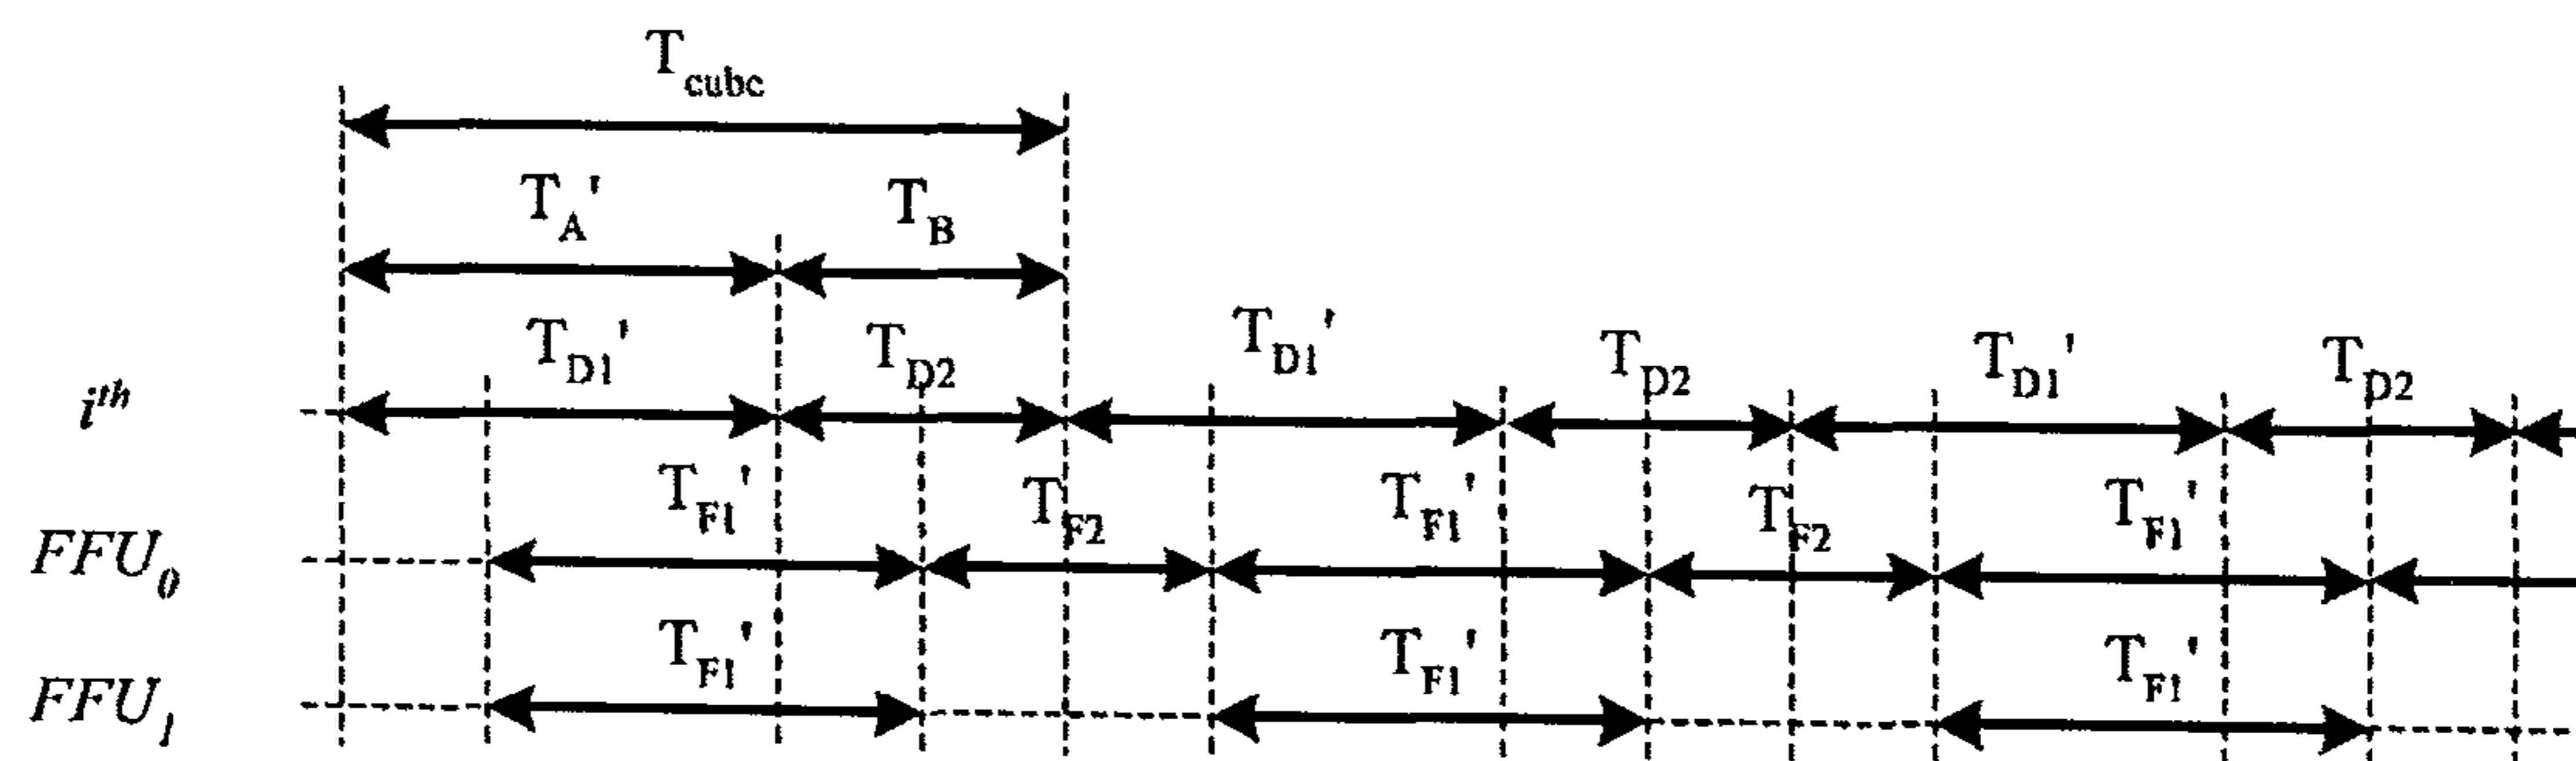 T_cube
T_A' T_B
i^th T_D1' T_D2 T_D1' T_D2 T_D1' T_D2
FFU_0 T_F1' T_F2 T_F1' T_F2 T_F1'
FFU_1 T_F1' T_F1' T_F1'